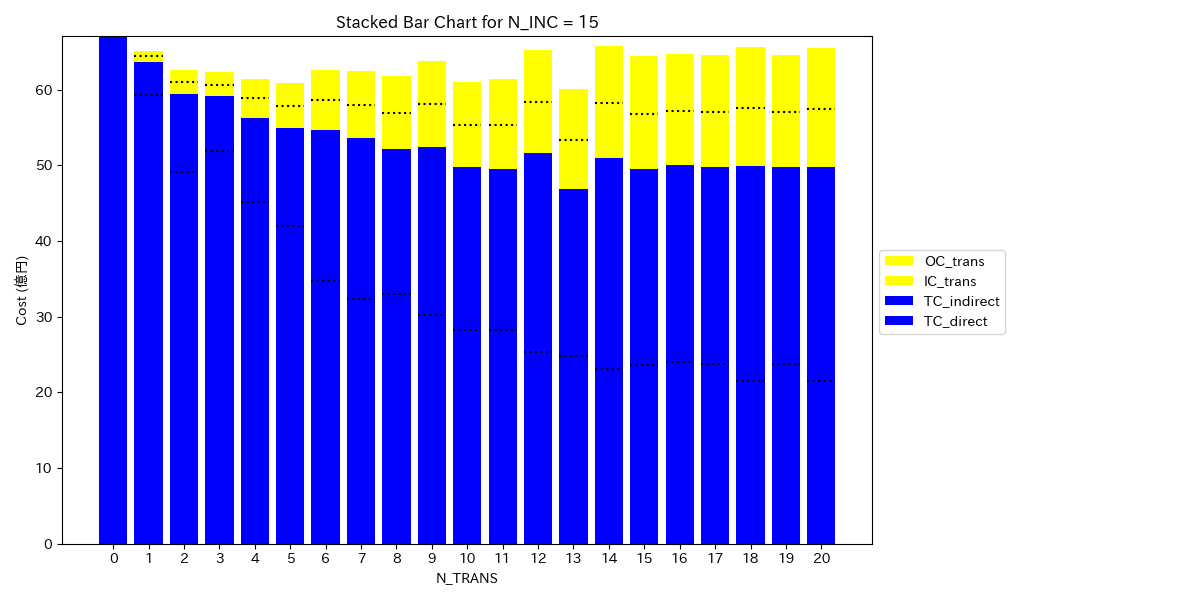 Stacked Bar Chart for N_INC = 15
Cost (億円)
60
50
40
30
20
10
0
0 1 2 3 4 5 6 7 8 9 10 11 12 13 14 15 16 17 18 19 20
N_TRANS
OC_trans
IC_trans
TC_indirect
TC_direct